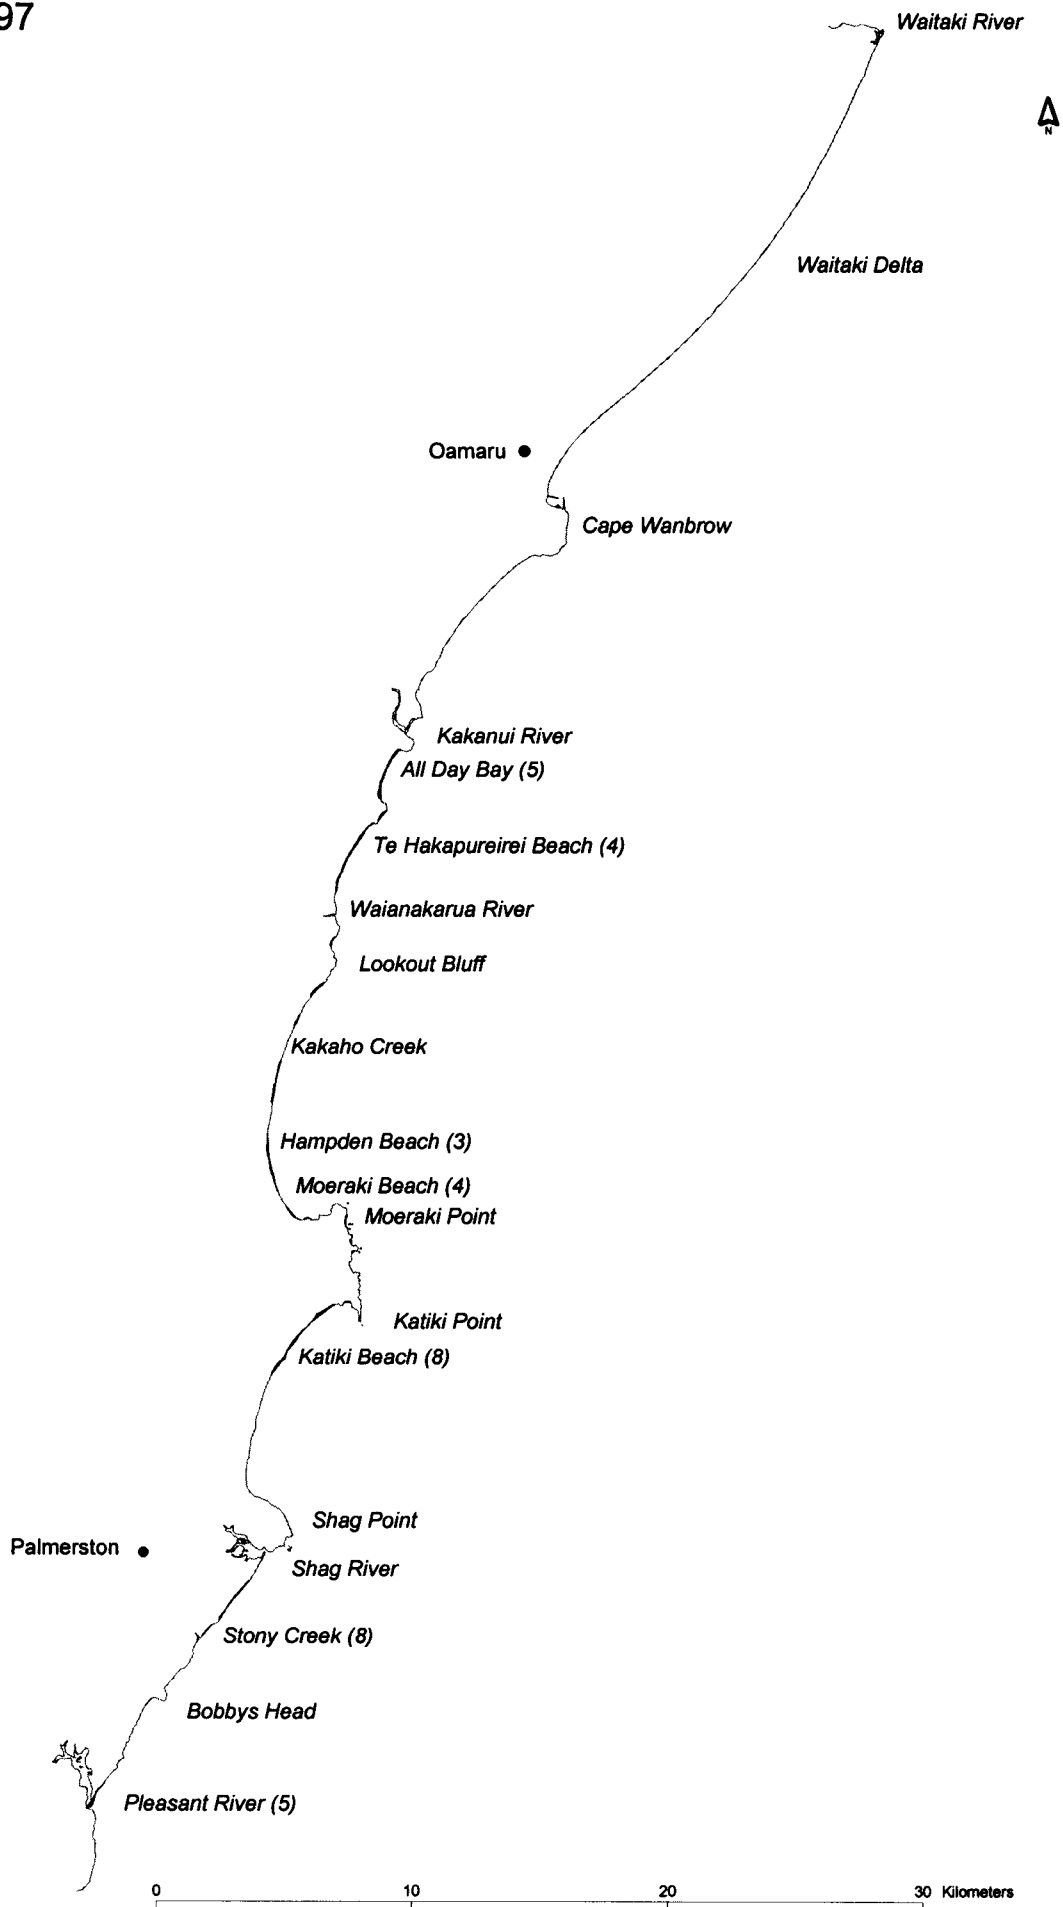 97
Waitaki River
N
Waitaki Delta
Oamaru
Cape Wanbrow
Kakanui River
All Day Bay (5)
Te Hakapureirei Beach (4)
Waianakarua River
Lookout Bluff
Kakaho Creek
Hampden Beach (3)
Moeraki Beach (4)
Moeraki Point
Katiki Point
Katiki Beach (8)
Shag Point
Palmerston
Shag River
Stony Creek (8)
Bobbys Head
Pleasant River (5)
0 10 20 30 Kilometers